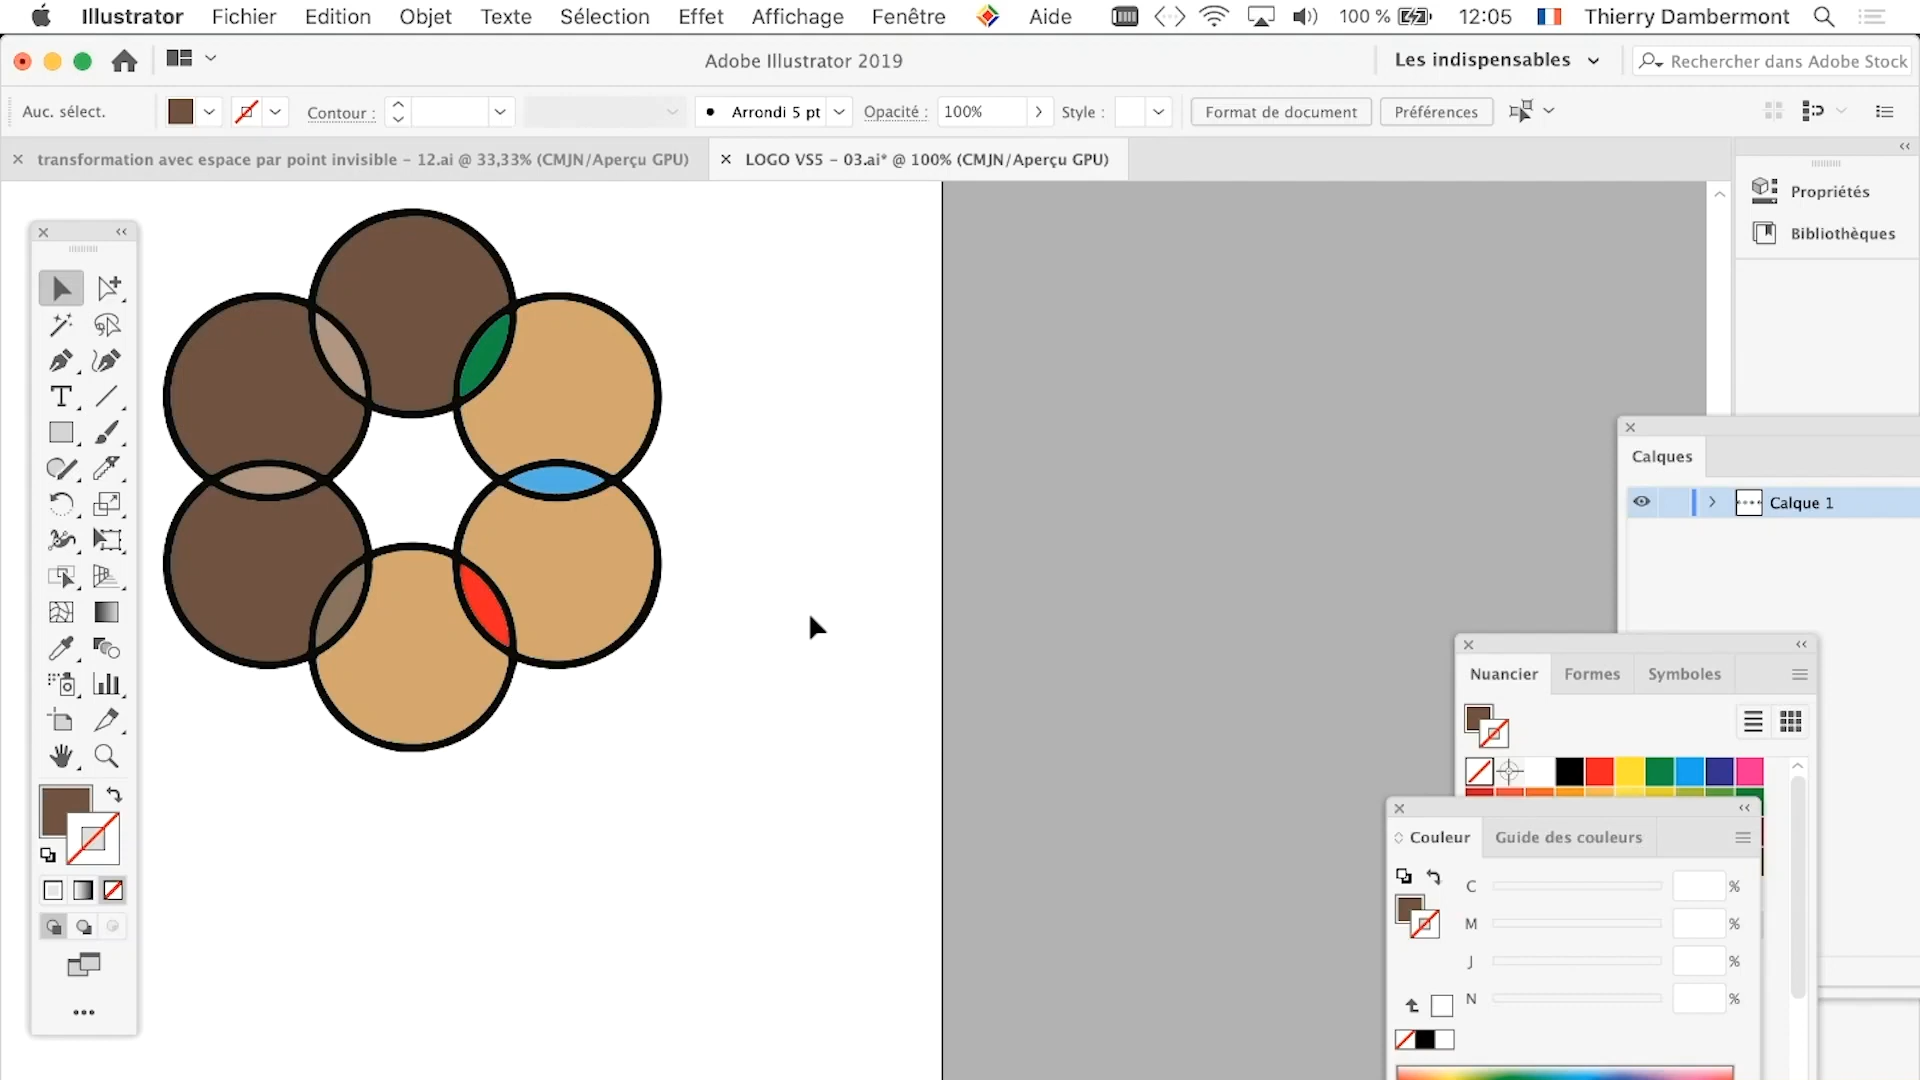 Illustrator Fichier Edition Objet Texte Sélection Effet Affichage Fenêtre Aide 100 % 12:05 Thierry Dambermont
Adobe Illustrator 2019 Les indispensables Rechercher dans Adobe Stock
Auc. sélect. Contour : Arrondi 5 pt Opacité : 100% Style : Format de document Préférences
transformation avec espace par point invisible – 12.ai @ 33,33% (CMJN/Aperçu GPU) LOGO VS5 – 03.ai* @ 100% (CMJN/Aperçu GPU)
Propriétés
Bibliothèques
Calques
Calque 1
Nuancier Formes Symboles
Couleur Guide des couleurs
C %
M %
J %
N %